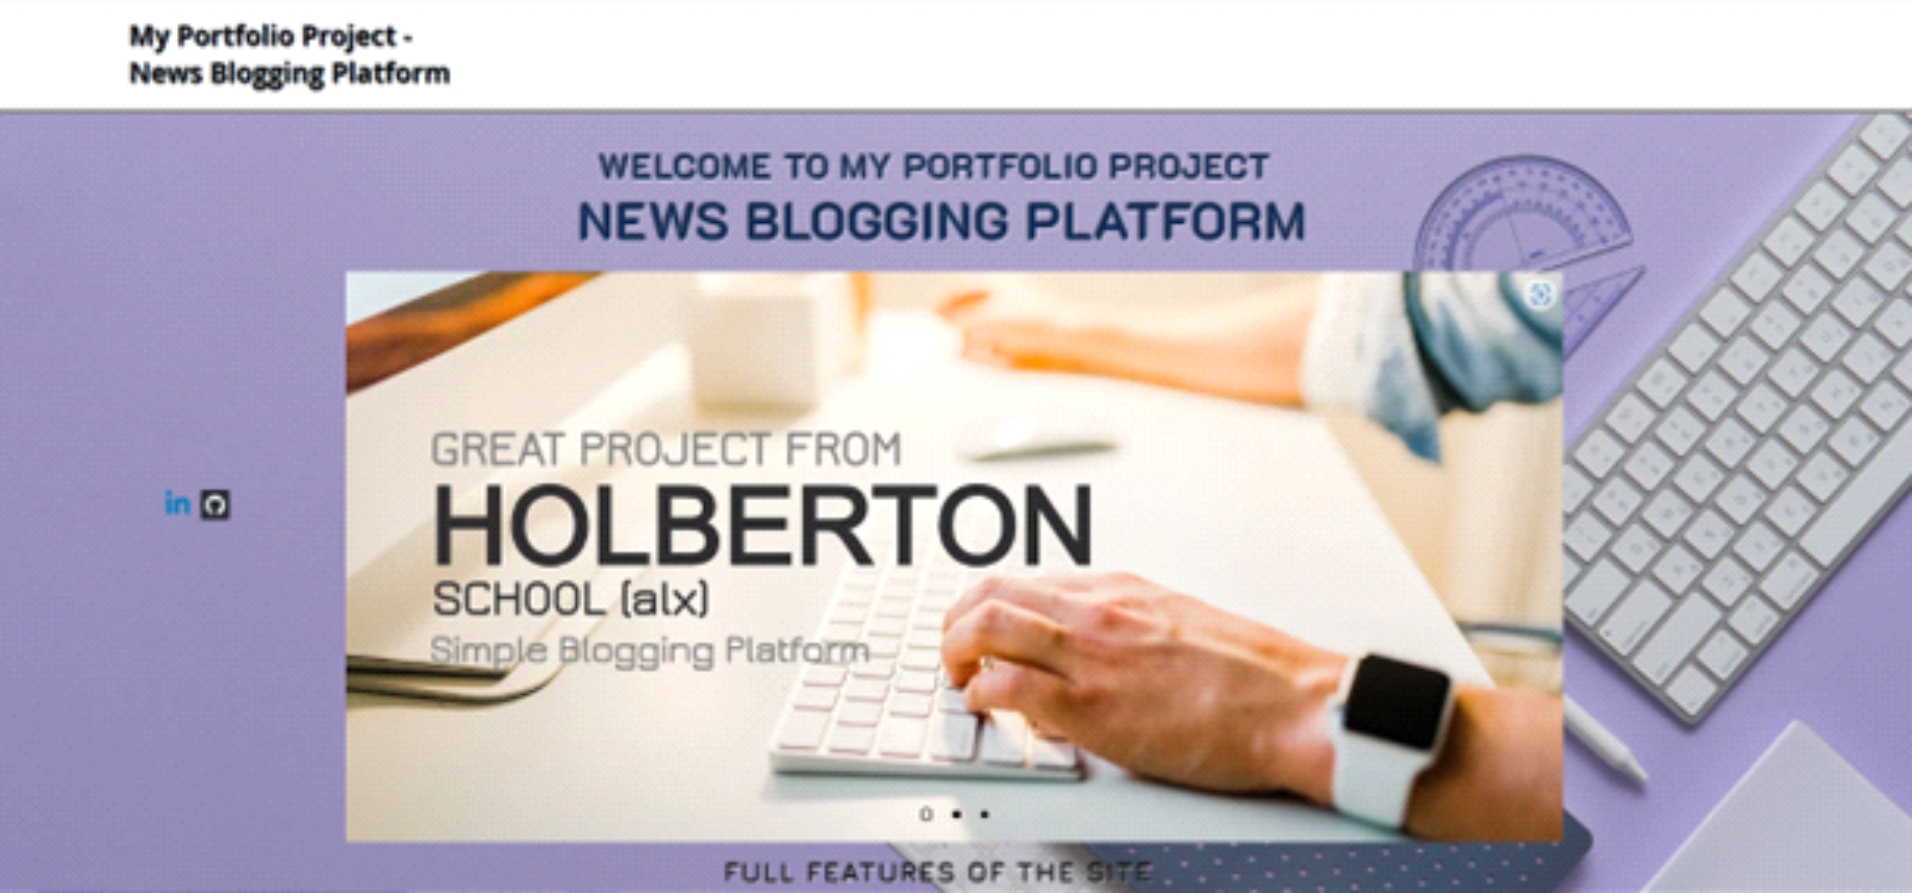 My Portfolio Project -
News Blogging Platform
WELCOME TO MY PORTFOLIO PROJECT
NEWS BLOGGING PLATFORM
GREAT PROJECT FROM
HOLBERTON
SCHOOL (alx)
Simple Blogging Platform
in
FULL FEATURES OF THE SITE